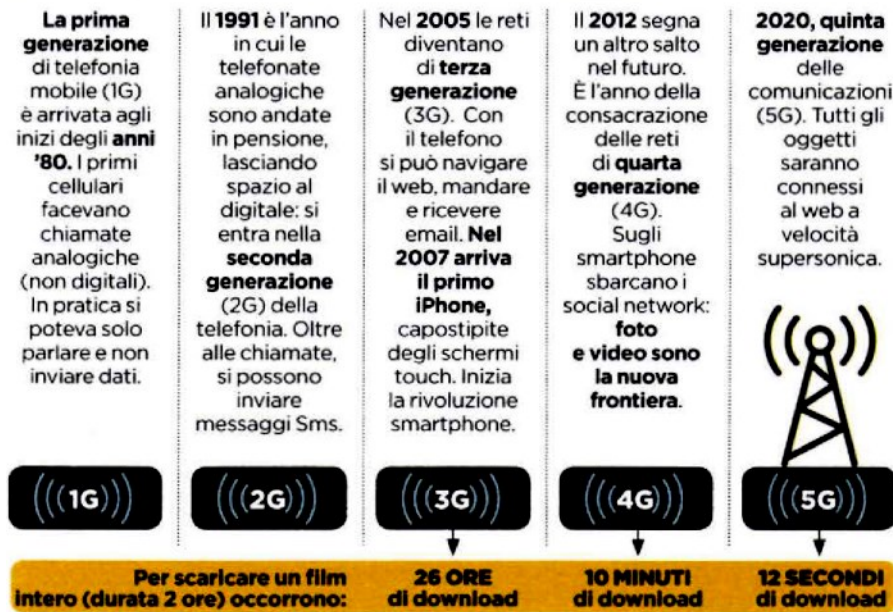 La prima
generazione
di telefonia
mobile (1G)
è arrivata agli
inizi degli anni
'80. I primi
cellulari
facevano
chiamate
analogiche
(non digitali).
In pratica si
poteva solo
parlare e non
inviare dati.
Il 1991 è l'anno
in cui le
telefonate
analogiche
sono andate
in pensione,
lasciando
spazio al
digitale: si
entra nella
seconda
generazione
(2G) della
telefonia. Oltre
alle chiamate,
si possono
inviare
messaggi Sms.
Nel 2005 le reti
diventano
di terza
generazione
(3G). Con
il telefono
si può navigare
il web, mandare
e ricevere
email. Nel
2007 arriva
il primo
iPhone,
capostipite
degli schermi
touch. Inizia
la rivoluzione
smartphone.
Il 2012 segna
un altro salto
nel futuro.
È l'anno della
consacrazione
delle reti
di quarta
generazione
(4G).
Sugli
smartphone
sbarcano i
social network:
foto
e video sono
la nuova
frontiera.
2020, quinta
generazione
delle
comunicazioni
(5G). Tutti gli
oggetti
saranno
connessi
al web a
velocità
supersonica.
1G
2G
3G
4G
5G
Per scaricare un film
intero (durata 2 ore) occorrono:
26 ORE
di download
10 MINUTI
di download
12 SECONDI
di download